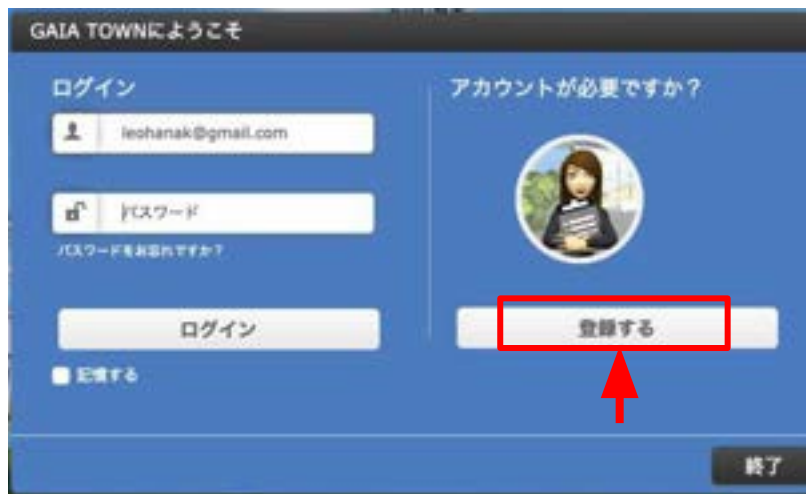 GAIA TOWNにようこそ
ログイン
leohanak@gmail.com
パスワード
パスワードをお忘れですか？
ログイン
記憶する
アカウントが必要ですか？
登録する
終了